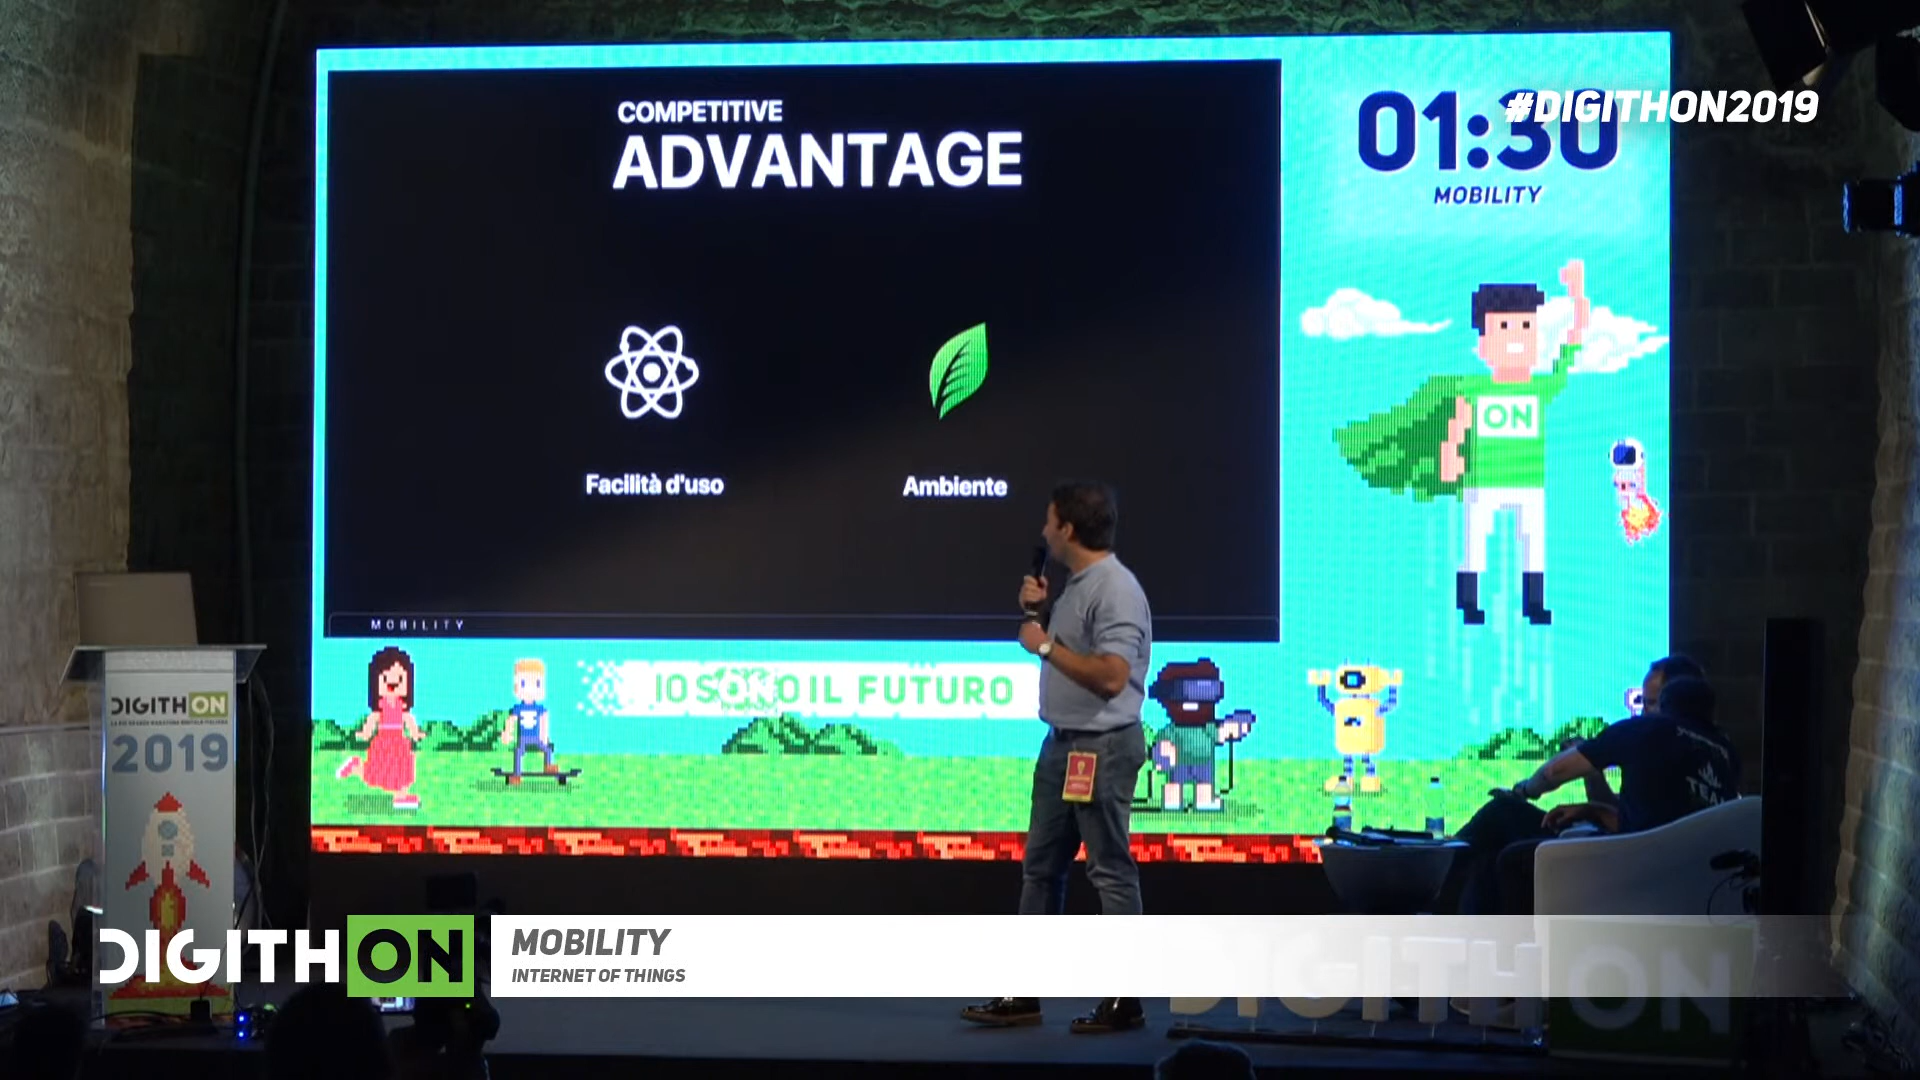 COMPETITIVE
ADVANTAGE
Facilità d'uso
Ambiente
MOBILITY
01:30
#DIGITHON2019
MOBILITY
ON
IO SONO IL FUTURO
DIGITHON
2019
DIGITHON
MOBILITY
INTERNET OF THINGS
DIGITHON